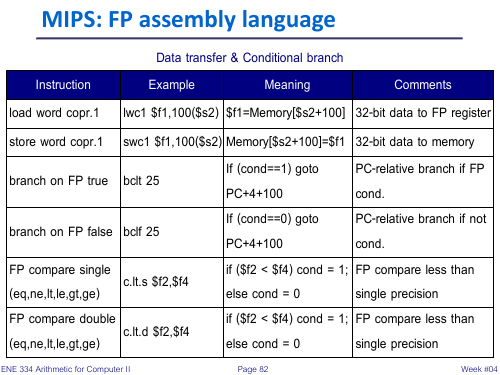 MIPS: FP assembly language
Data transfer & Conditional branch
Instruction Example Meaning Comments
load word copr.1 lwc1 $f1,100($s2) $f1=Memory[$s2+100] 32-bit data to FP register
store word copr.1 swc1 $f1,100($s2) Memory[$s2+100]=$f1 32-bit data to memory
branch on FP true bclt 25 If (cond==1) goto PC-relative branch if FP
PC+4+100 cond.
branch on FP false bclf 25 If (cond==0) goto PC-relative branch if not
PC+4+100 cond.
FP compare single c.lt.s $f2,$f4 if ($f2 < $f4) cond = 1; FP compare less than
(eq,ne,lt,le,gt,ge) else cond = 0 single precision
FP compare double c.lt.d $f2,$f4 if ($f2 < $f4) cond = 1; FP compare less than
(eq,ne,lt,le,gt,ge) else cond = 0 single precision
ENE 334 Arithmetic for Computer II Page 82 Week #04